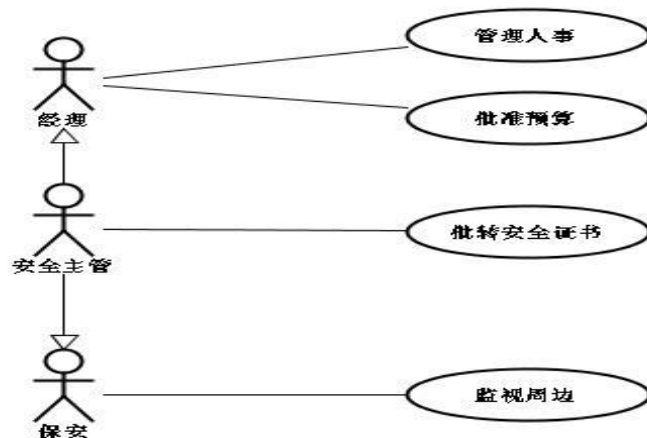 管理人事
经理
批准预算
安全主管
批转安全证书
保安
监视周边